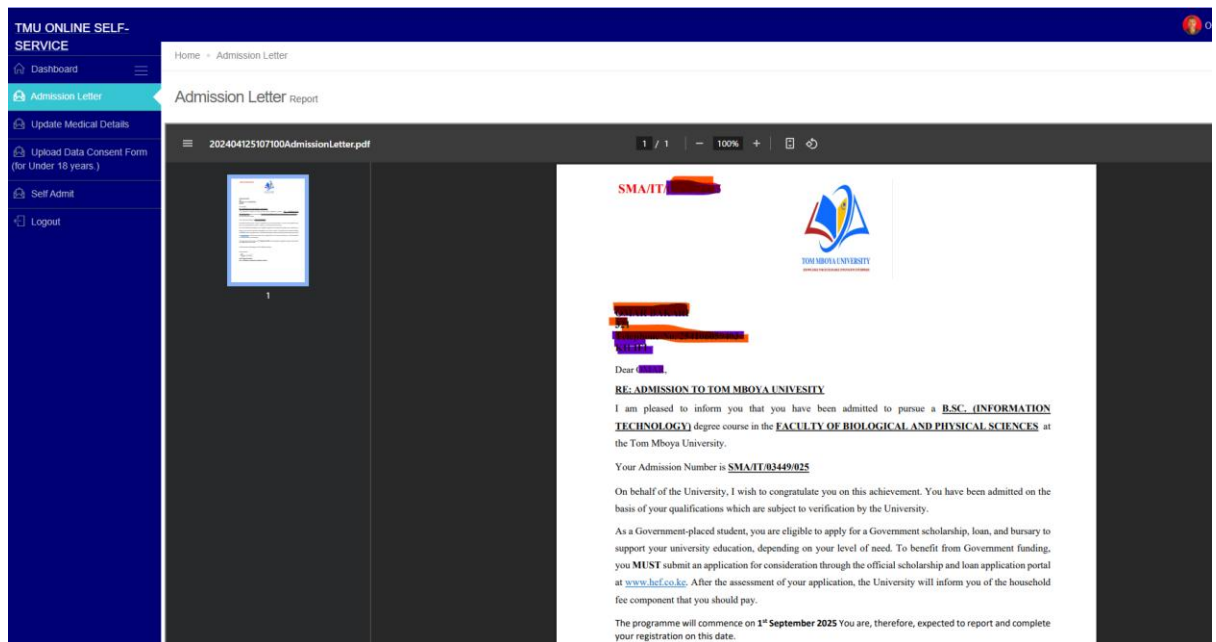 TMU ONLINE SELF-
SERVICE
Dashboard
Admission Letter
Update Medical Details
Upload Data Consent Form
(for Under 18 years.)
Self Admit
Logout
Home Admission Letter
Admission Letter Report
202404125107100AdmissionLetter.pdf
1 / 1 − 100% +
1
SMA/IT/
TOM MBOYA UNIVERSITY
Dear ,
RE: ADMISSION TO TOM MBOYA UNIVESITY
I am pleased to inform you that you have been admitted to pursue a B.SC. (INFORMATION
TECHNOLOGY) degree course in the FACULTY OF BIOLOGICAL AND PHYSICAL SCIENCES at
the Tom Mboya University.
Your Admission Number is SMA/IT/03449/025
On behalf of the University, I wish to congratulate you on this achievement. You have been admitted on the
basis of your qualifications which are subject to verification by the University.
As a Government-placed student, you are eligible to apply for a Government scholarship, loan, and bursary to
support your university education, depending on your level of need. To benefit from Government funding,
you MUST submit an application for consideration through the official scholarship and loan application portal
at www.hef.co.ke. After the assessment of your application, the University will inform you of the household
fee component that you should pay.
The programme will commence on 1st September 2025 You are, therefore, expected to report and complete
your registration on this date.